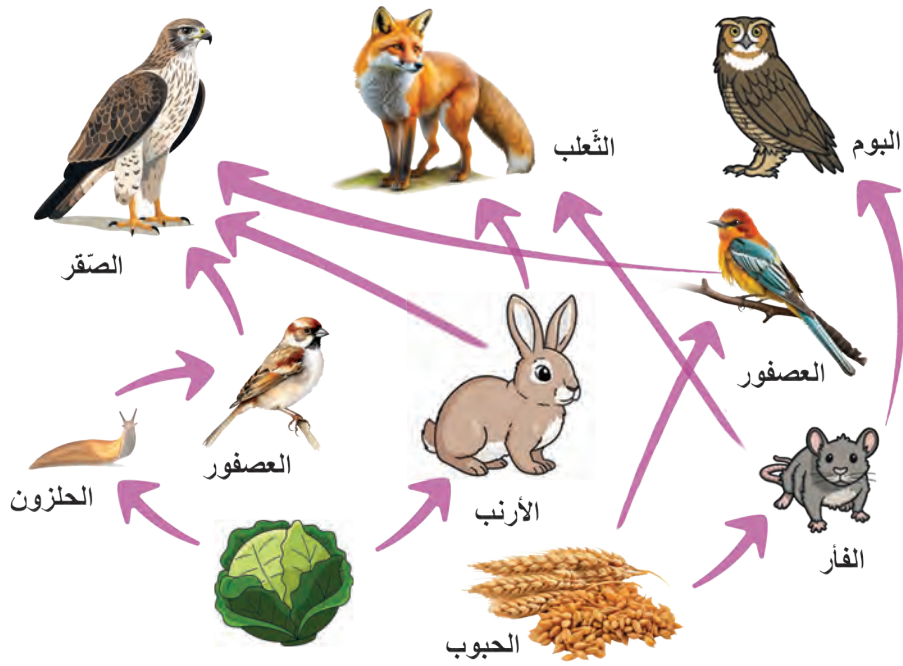 البوم
الثّعلب
الصّقر
العصفور
العصفور
الحلزون
الأرنب
الفأر
الحبوب